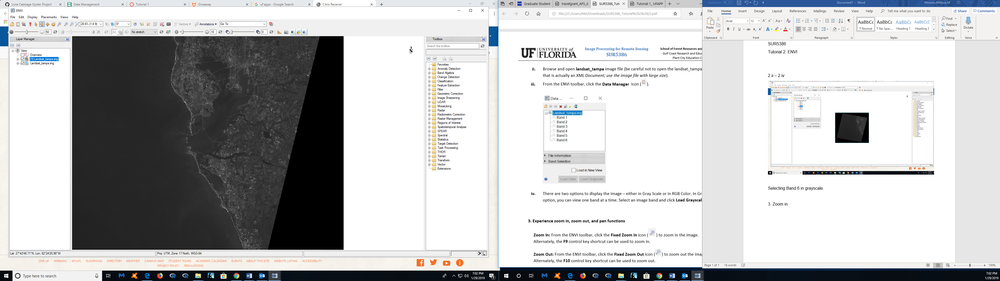 Lone Cabbage Oyster Project
Data Management
Tutorial 1
Giveaway
uf apps - Google Search
Citrix Receiver
ENVI
File Edit Display Placemarks Views Help
20.6% (1:4.9) 0° Vectors Annotations Go To
50 20 No stretch 10 0
Layer Manager
View
Overview
[1] Landsat_tampa.img
Landsat_tampa.img
N
Toolbox
Search the toolbox
Favorites
Anomaly Detection
Band Algebra
Change Detection
Classification
Feature Extraction
Filter
Geometric Correction
Image Sharpening
LiDAR
Mosaicking
Radar
Radiometric Correction
Raster Management
Regions of Interest
Spatiotemporal Analysis
SPEAR
Spectral
Statistics
Target Detection
Task Processing
THOR
Terrain
Transform
Vector
Extensions
Lat: 27°42'48.71"N, Lon: 82°24'20.98"W
Proj: UTM, Zone 17 North, WGS-84
ONE UF WEBMAIL MYUFL ELEARNING DIRECTORY WEATHER CAMPUS MAP STUDENT TOURS ACADEMIC CALENDAR EVENTS ABOUT THIS SITE WEBSITE LISTING ACCESSIBILITY
PRIVACY POLICY REGULATIONS
Type here to search
7:02 PM
1/29/2019
Graduate Student
travelgrant_AFS_d
SUR5386_Tuto
Tutorial 1_ UFAPP
file:///C:/Users/Mel/Downloads/SUR5386_Tutorial%202%20(2).pdf
UF UNIVERSITY of
FLORIDA
Image Processing for Remote Sensing
SUR5386
School of Forest Resources and
Gulf Coast Research and Educ
Plant City Education C
ii. Browse and open landsat_tampa image file (be careful not to open the landsat_tampa
that is actually an XML Document; use the image file with large size).
iii. From the ENVI toolbar, click the Data Manager icon ( ).
Data ...
Landsat_tampa.img
Band 1
Band 2
Band 3
Band 4
Band 5
Band 6
File Information
Band Selection
Load in New View
Load Data Load Grayscale
iv. There are two options to display the image – either in Gray Scale or in RGB Color. In Gr
option, you can view one band at a time. Select an image band and click Load Grayscal
3. Experience zoom in, zoom out, and pan functions
Zoom In: From the ENVI toolbar, click the Fixed Zoom In icon ( ) to zoom in the image.
Alternately, the F9 control key shortcut can be used to zoom in.
Zoom Out: From the ENVI toolbar, click the Fixed Zoom Out icon ( ) to zoom out the imag
Alternately, the F10 control key shortcut can be used to zoom out.
AutoSave Off
Document1 - Word
Moreno,Melissa M
File Home Insert Design Layout References Mailings Review View Help Tell me what you want to do Share Comments
Paste
Clipboard
Arial 12
Font
Paragraph
AaBbCc AaBbCc AaBbCc AaBbCcE
¶ Normal ¶ No Spac... Heading 1 Heading 2
Styles
Find
Replace
Select
Editing
Dictate
Voice
SUR5386
Tutorial 2: ENVI
2.ii – 2.iv
Selecting Band 6 in grayscale.
3. Zoom in
Page 1 of 1 16 words
100%
7:02 PM
1/29/2019